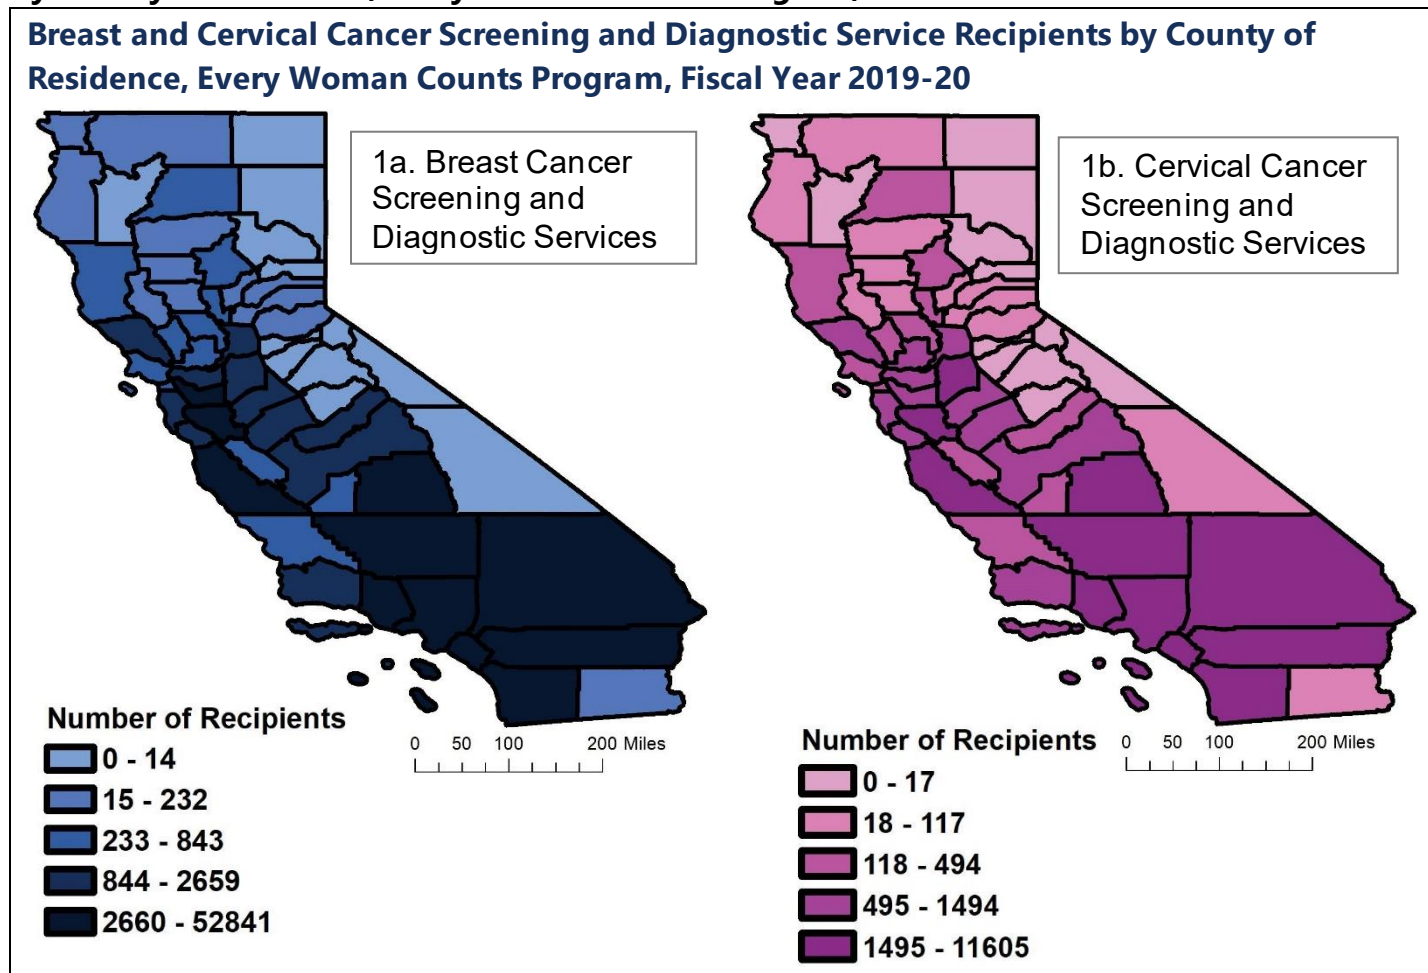 Breast and Cervical Cancer Screening and Diagnostic Service Recipients by County of
Residence, Every Woman Counts Program, Fiscal Year 2019-20
1a. Breast Cancer
Screening and
Diagnostic Services
1b. Cervical Cancer
Screening and
Diagnostic Services
Number of Recipients
0 - 14
15 - 232
233 - 843
844 - 2659
2660 - 52841
0 50 100 200 Miles
Number of Recipients
0 - 17
18 - 117
118 - 494
495 - 1494
1495 - 11605
0 50 100 200 Miles